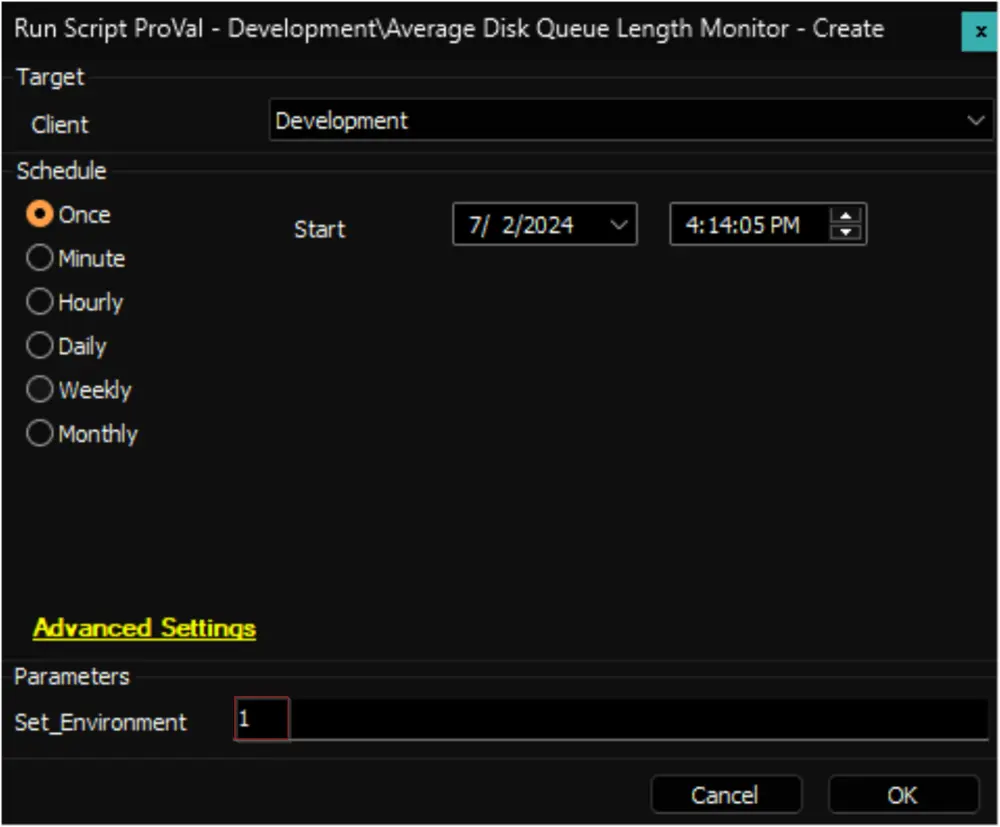 Run Script ProVal - Development\Average Disk Queue Length Monitor - Create
x
Target
Client
Development
Schedule
Once
Start
7/ 2/2024
4:14:05 PM
Minute
Hourly
Daily
Weekly
Monthly
Advanced Settings
Parameters
Set_Environment
1
Cancel
OK